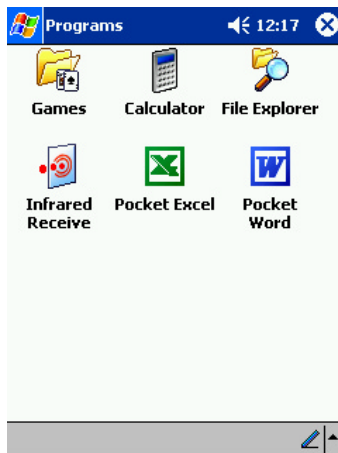 Programs 12:17
Games Calculator File Explorer
Infrared Receive Pocket Excel Pocket Word